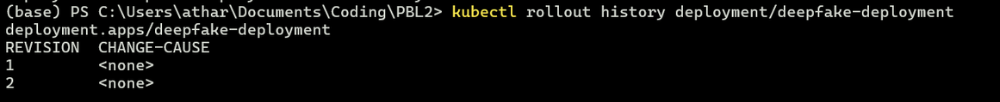 (base) PS C:\Users\athar\Documents\Coding\PBL2> kubectl rollout history deployment/deepfake-deployment
deployment.apps/deepfake-deployment
REVISION  CHANGE-CAUSE
1         <none>
2         <none>